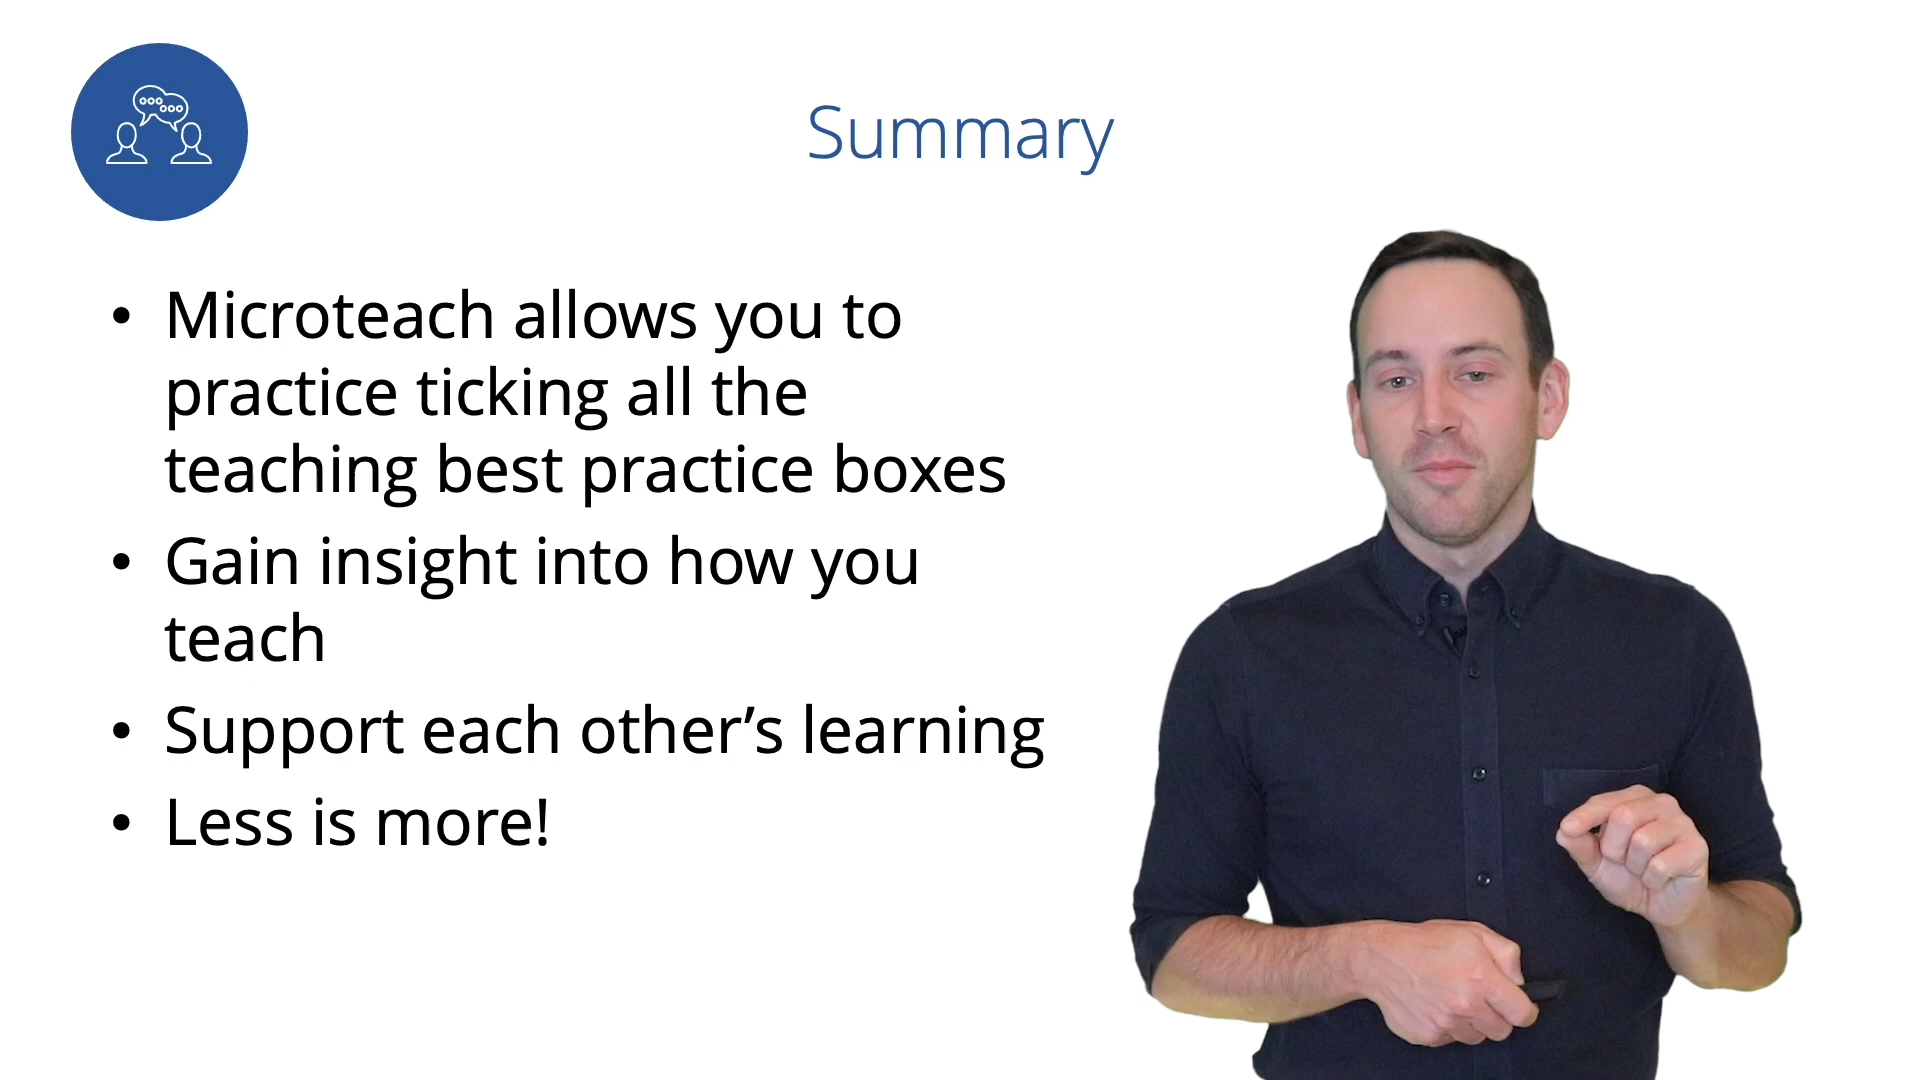 Summary
• Microteach allows you to
practice ticking all the
teaching best practice boxes
• Gain insight into how you
teach
• Support each other’s learning
• Less is more!